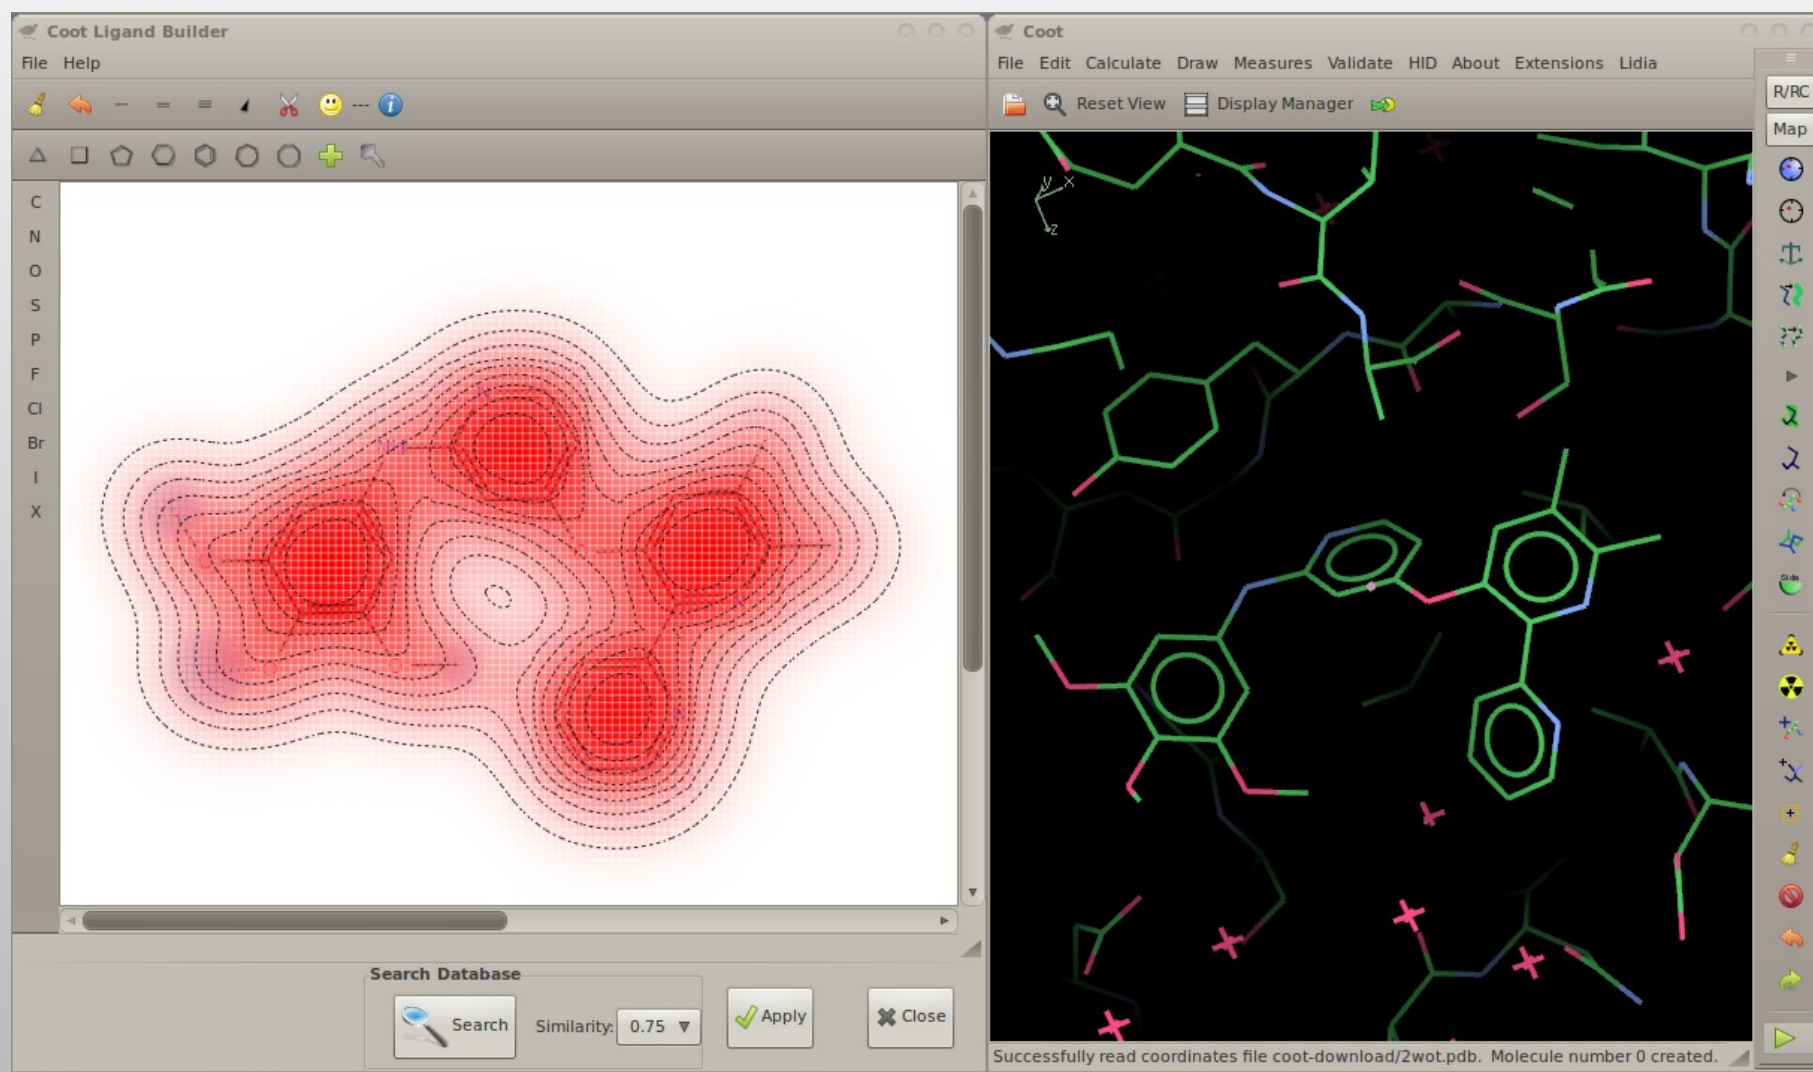 Coot Ligand Builder
File Help
---
C
N
O
S
P
F
Cl
Br
I
X
NH
N
O
O
O
O
N
N
Search Database
Search
Similarity: 0.75
Apply
Close
Coot
File Edit Calculate Draw Measures Validate HID About Extensions Lidia
Reset View Display Manager
R/RC
Map
y x
z
Side
Successfully read coordinates file coot-download/2wot.pdb. Molecule number 0 created.